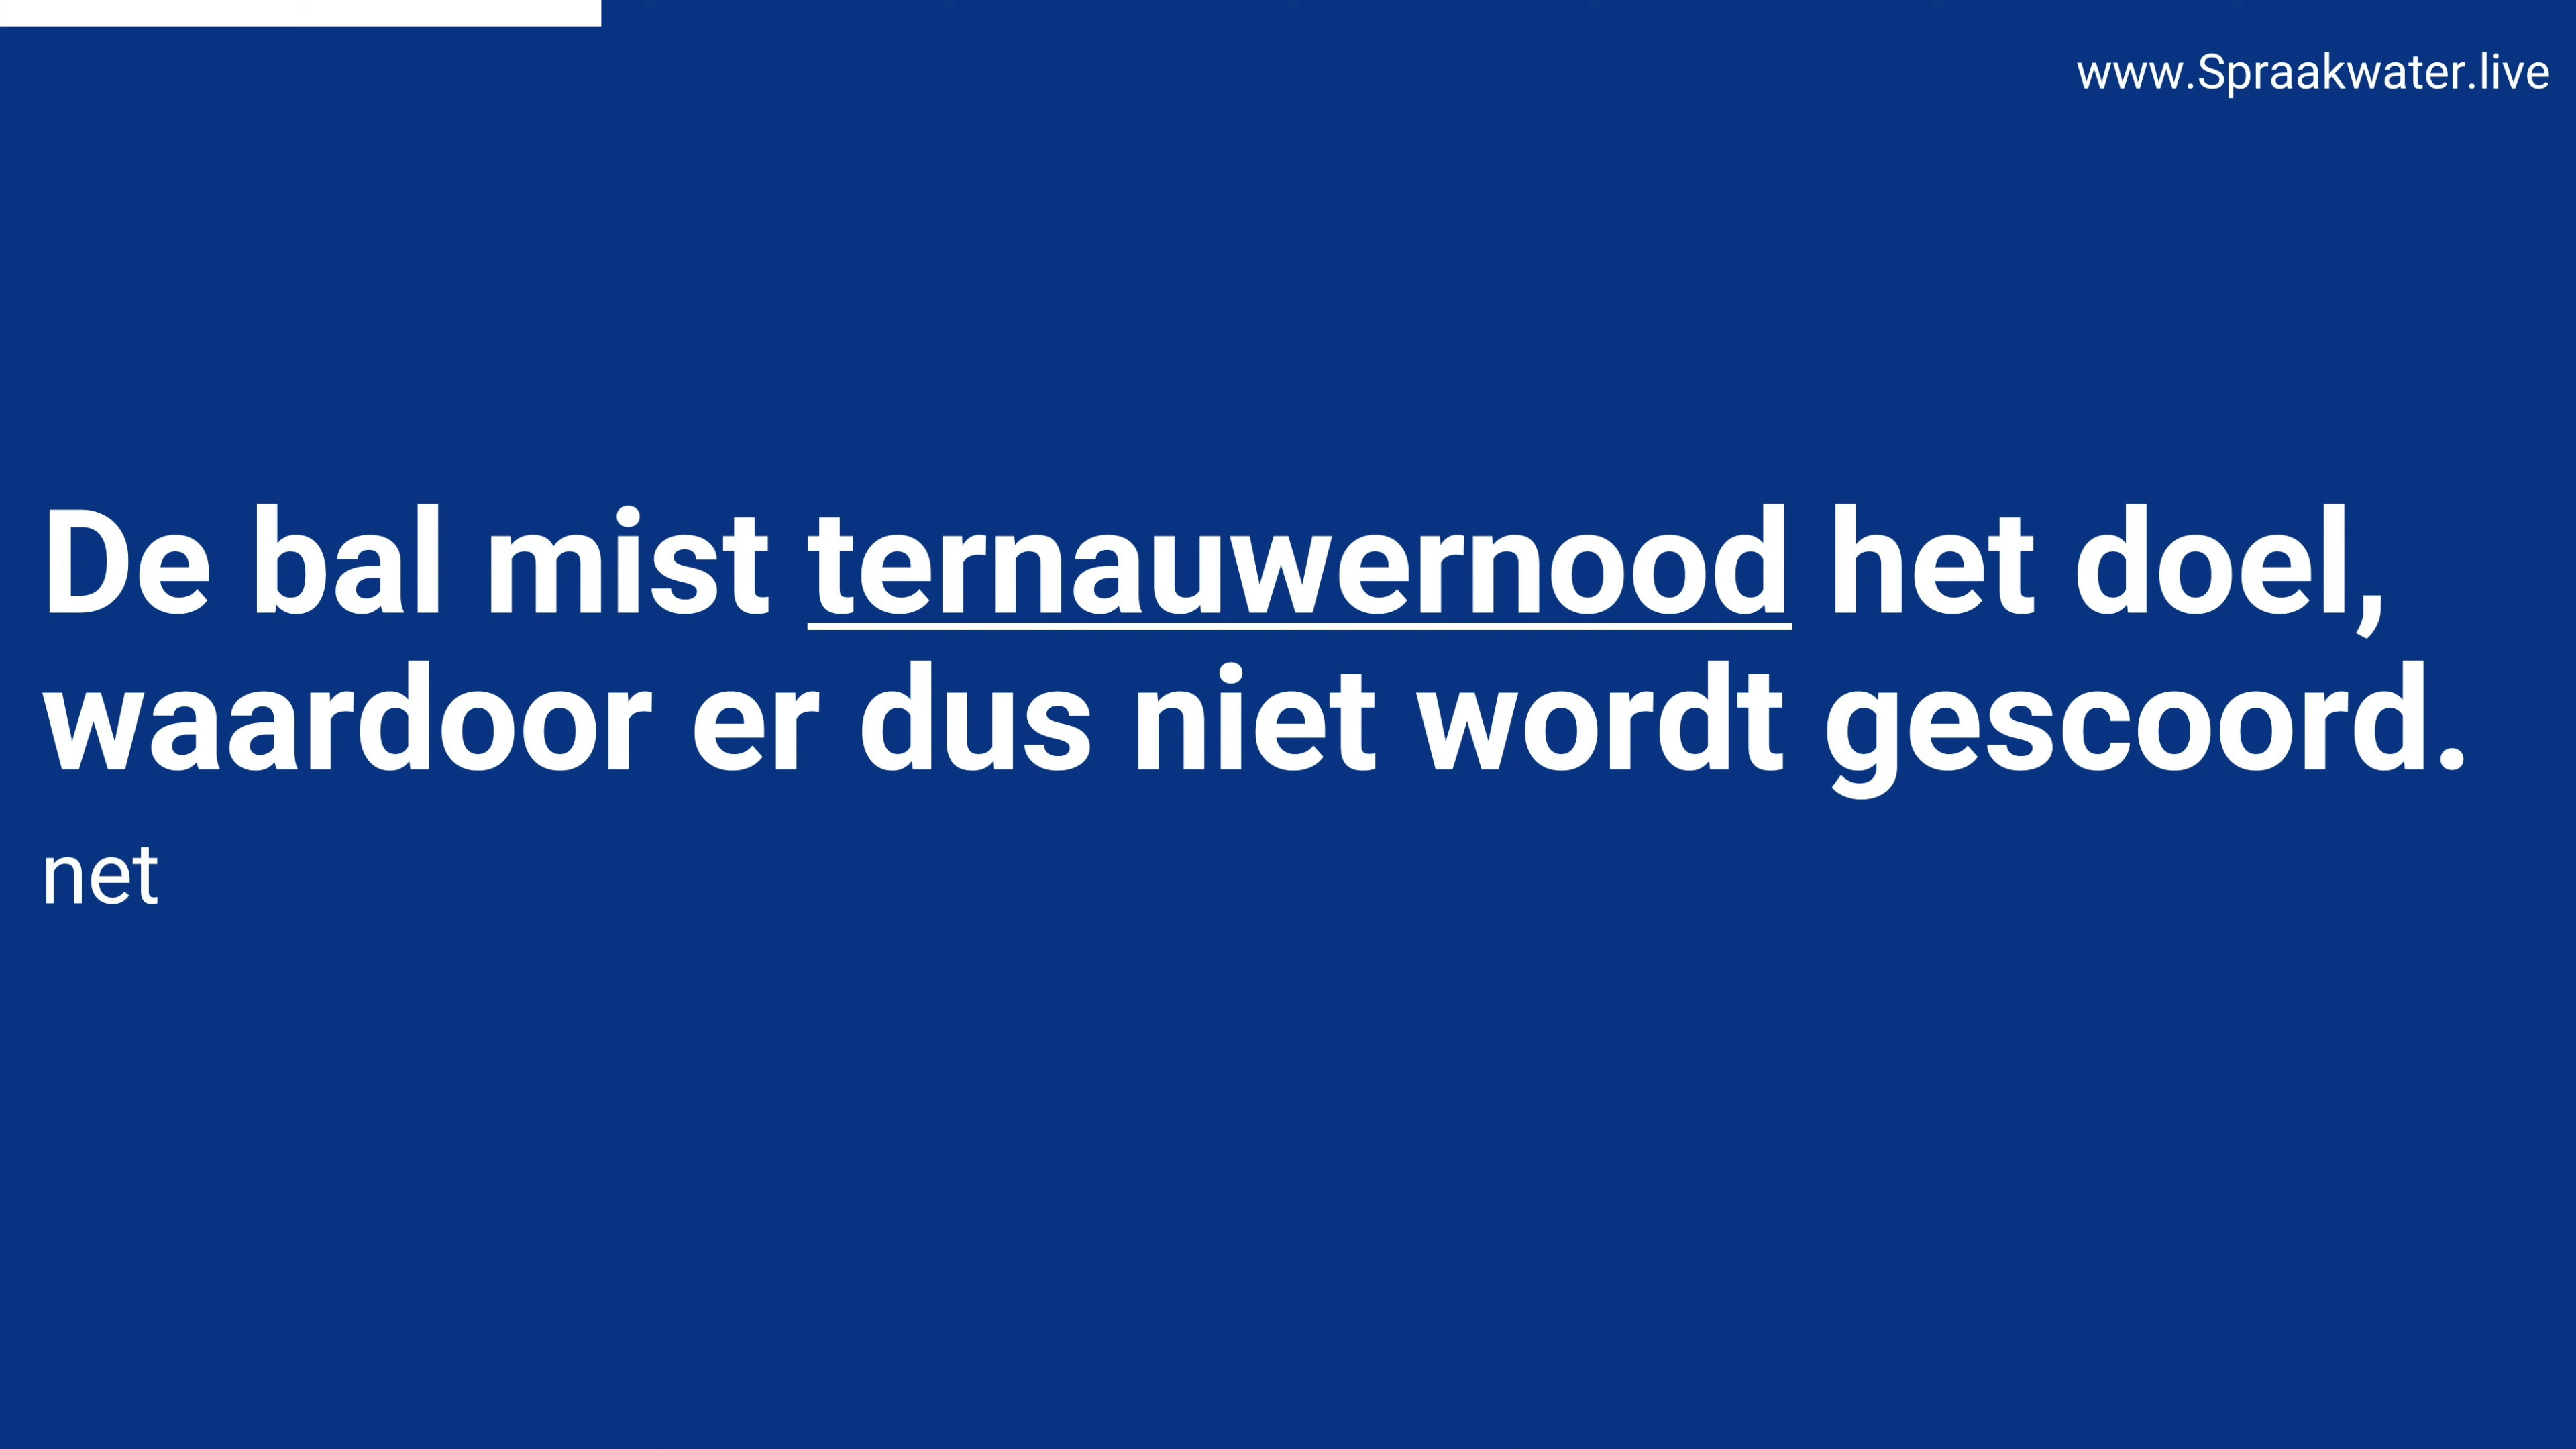 www.Spraakwater.live
De bal mist ternauwernood het doel,
waardoor er dus niet wordt gescoord.
net